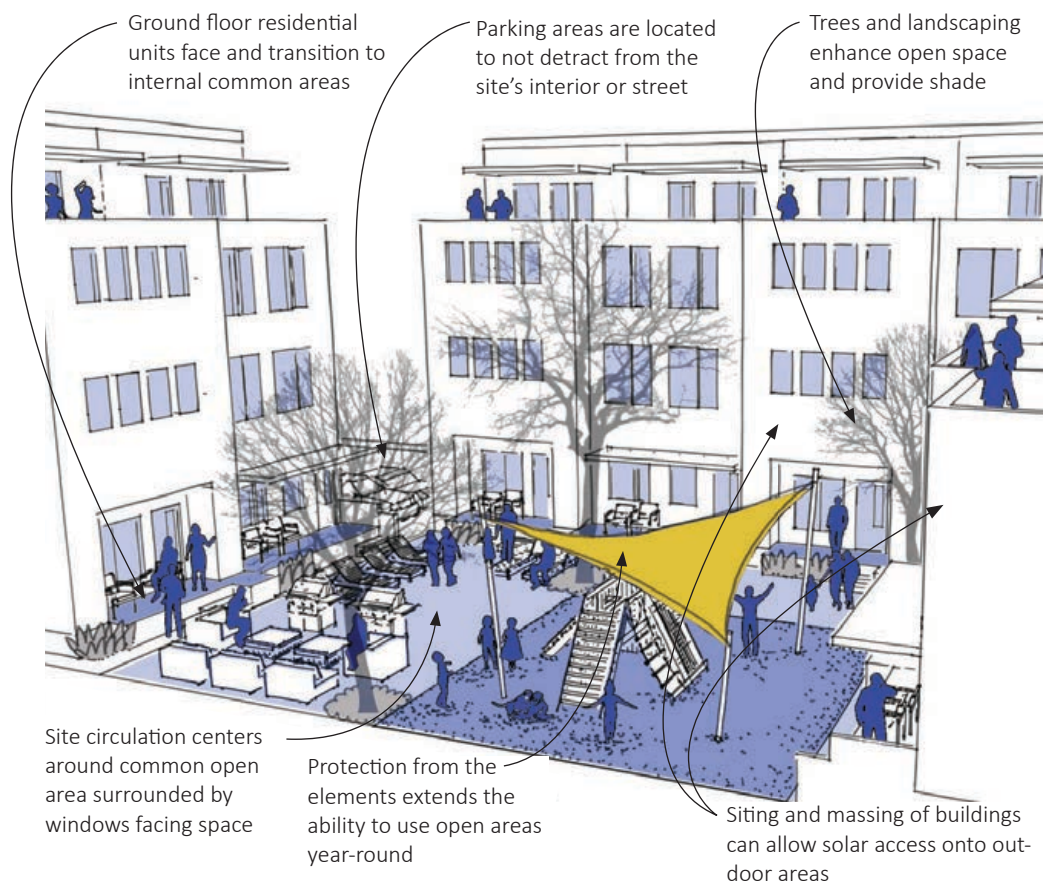 Ground floor residential
units face and transition to
internal common areas
Parking areas are located
to not detract from the
site's interior or street
Trees and landscaping
enhance open space
and provide shade
Site circulation centers
around common open
area surrounded by
windows facing space
Protection from the
elements extends the
ability to use open areas
year-round
Siting and massing of buildings
can allow solar access onto out-
door areas